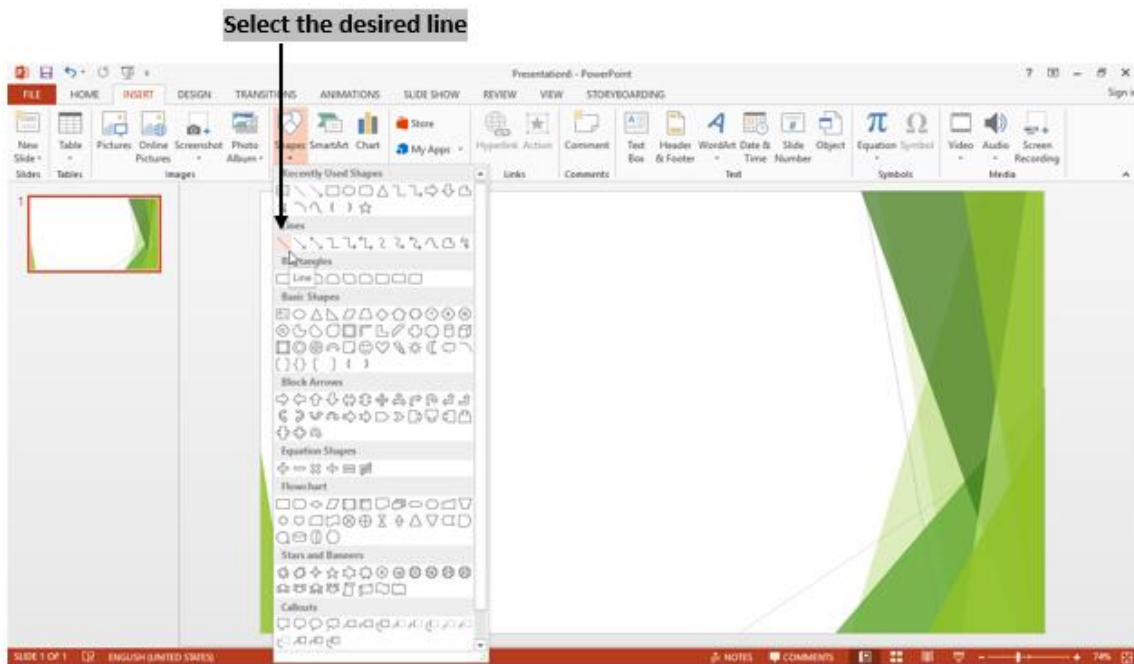 Select the desired line
Presentation6 - PowerPoint
FILE HOME INSERT DESIGN TRANSITIONS ANIMATIONS SLIDE SHOW REVIEW VIEW STORYBOARDING Sign in
New Slide
Table
Pictures
Online Pictures
Screenshot
Photo Album
Shapes
SmartArt
Chart
Store
My Apps
Hyperlink
Action
Comment
Text Box
Header & Footer
WordArt
Date & Time
Slide Number
Object
Equation
Symbol
Video
Audio
Screen Recording
Slides Tables Images Links Comments Text Symbols Media
Recently Used Shapes
Lines
Rectangles
Line
Basic Shapes
Block Arrows
Equation Shapes
Flowchart
Stars and Banners
Callouts
1
SLIDE 1 OF 1 ENGLISH (UNITED STATES) NOTES COMMENTS 74%